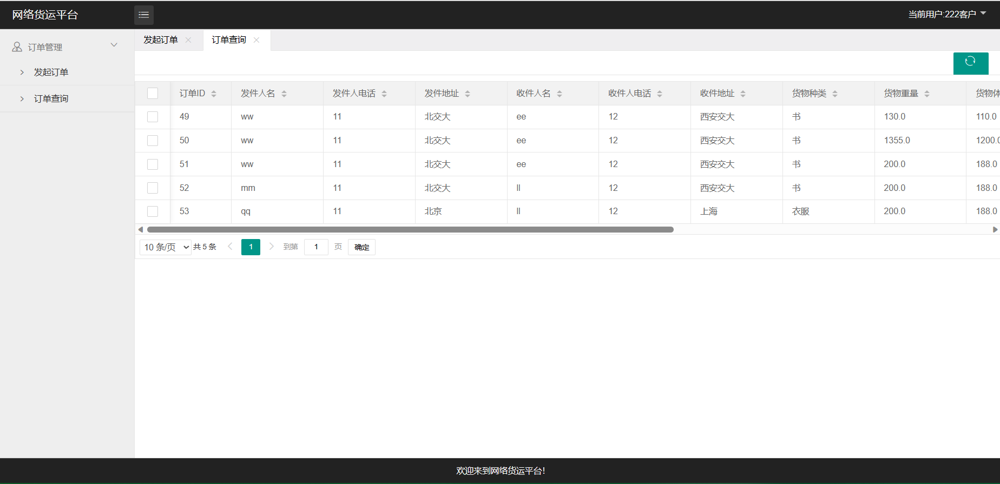 网络货运平台
当前用户:222客户
订单管理
发起订单
订单查询
发起订单 订单查询
订单ID 发件人名 发件人电话 发件地址 收件人名 收件人电话 收件地址 货物种类 货物重量 货物体
49 ww 11 北交大 ee 12 西安交大 书 130.0 110.0
50 ww 11 北交大 ee 12 西安交大 书 1355.0 1200.0
51 ww 11 北交大 ee 12 西安交大 书 200.0 188.0
52 mm 11 北交大 ll 12 西安交大 书 200.0 188.0
53 qq 11 北京 ll 12 上海 衣服 200.0 188.0
10 条/页 共 5 条 1 到第 1 页 确定
欢迎来到网络货运平台!